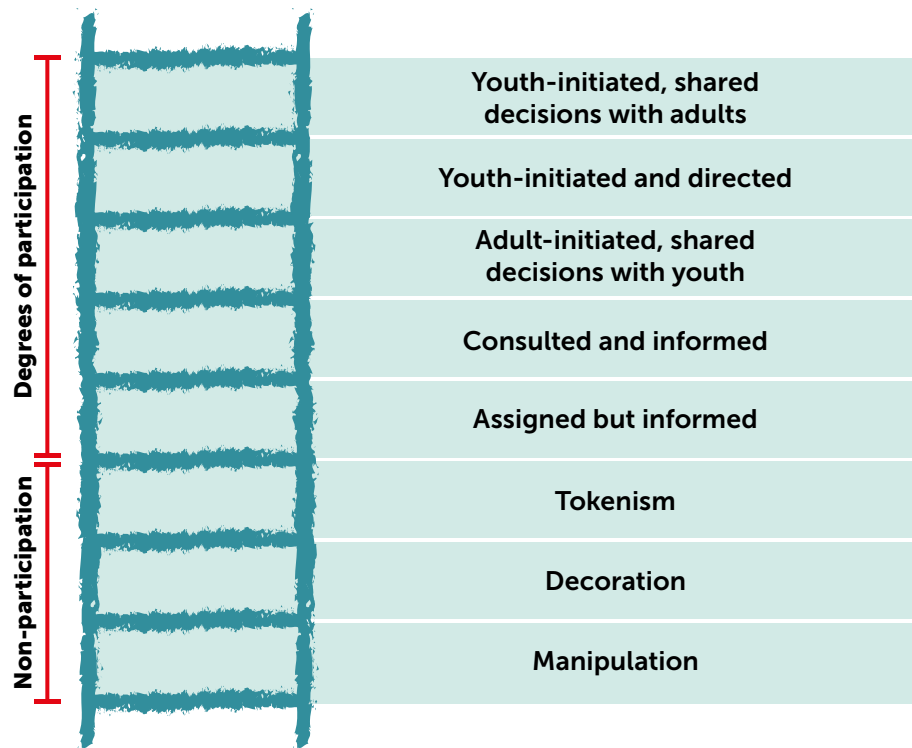 Degrees of participation
Youth-initiated, shared
decisions with adults
Youth-initiated and directed
Adult-initiated, shared
decisions with youth
Consulted and informed
Assigned but informed
Non-participation
Tokenism
Decoration
Manipulation